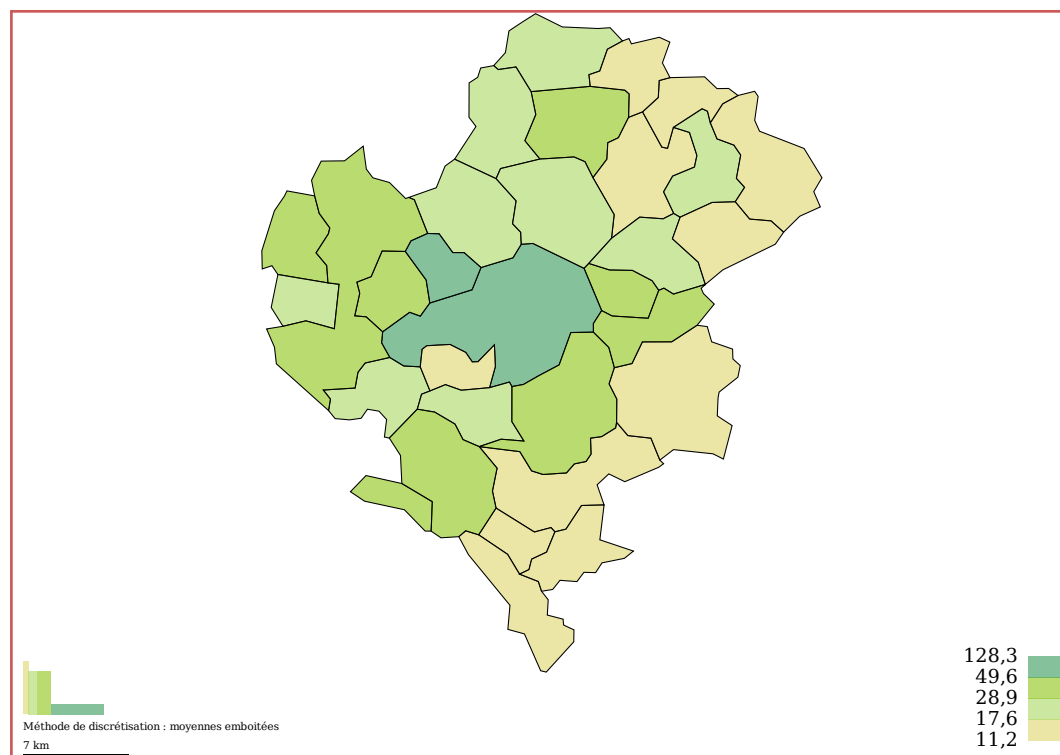 128,3
49,6
28,9
17,6
11,2
Méthode de discrétisation : moyennes emboitées
7 km